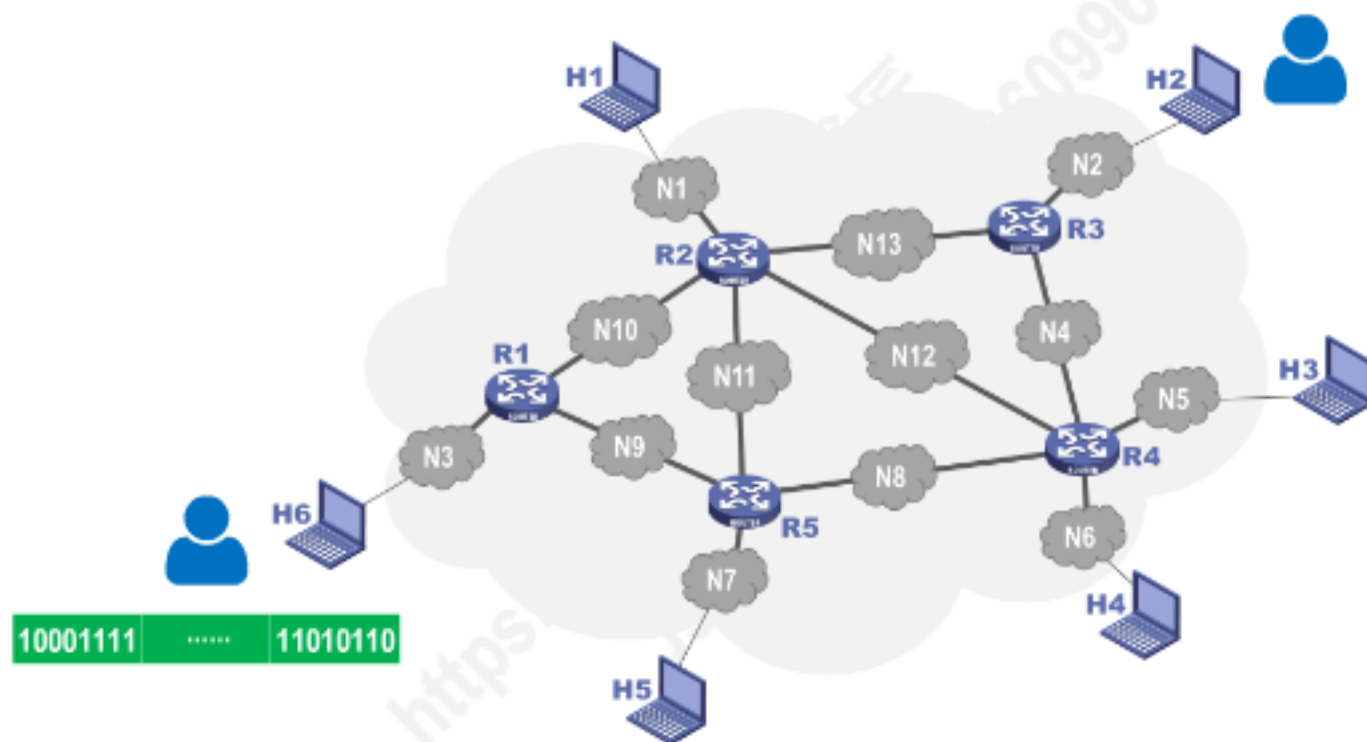 H1
H2
N1
N2
R2
N13
R3
N10
N4
R1
N11
N12
H3
N5
N3
N9
R4
N8
H6
R5
N6
N7
H4
10001111 ...... 11010110
H5